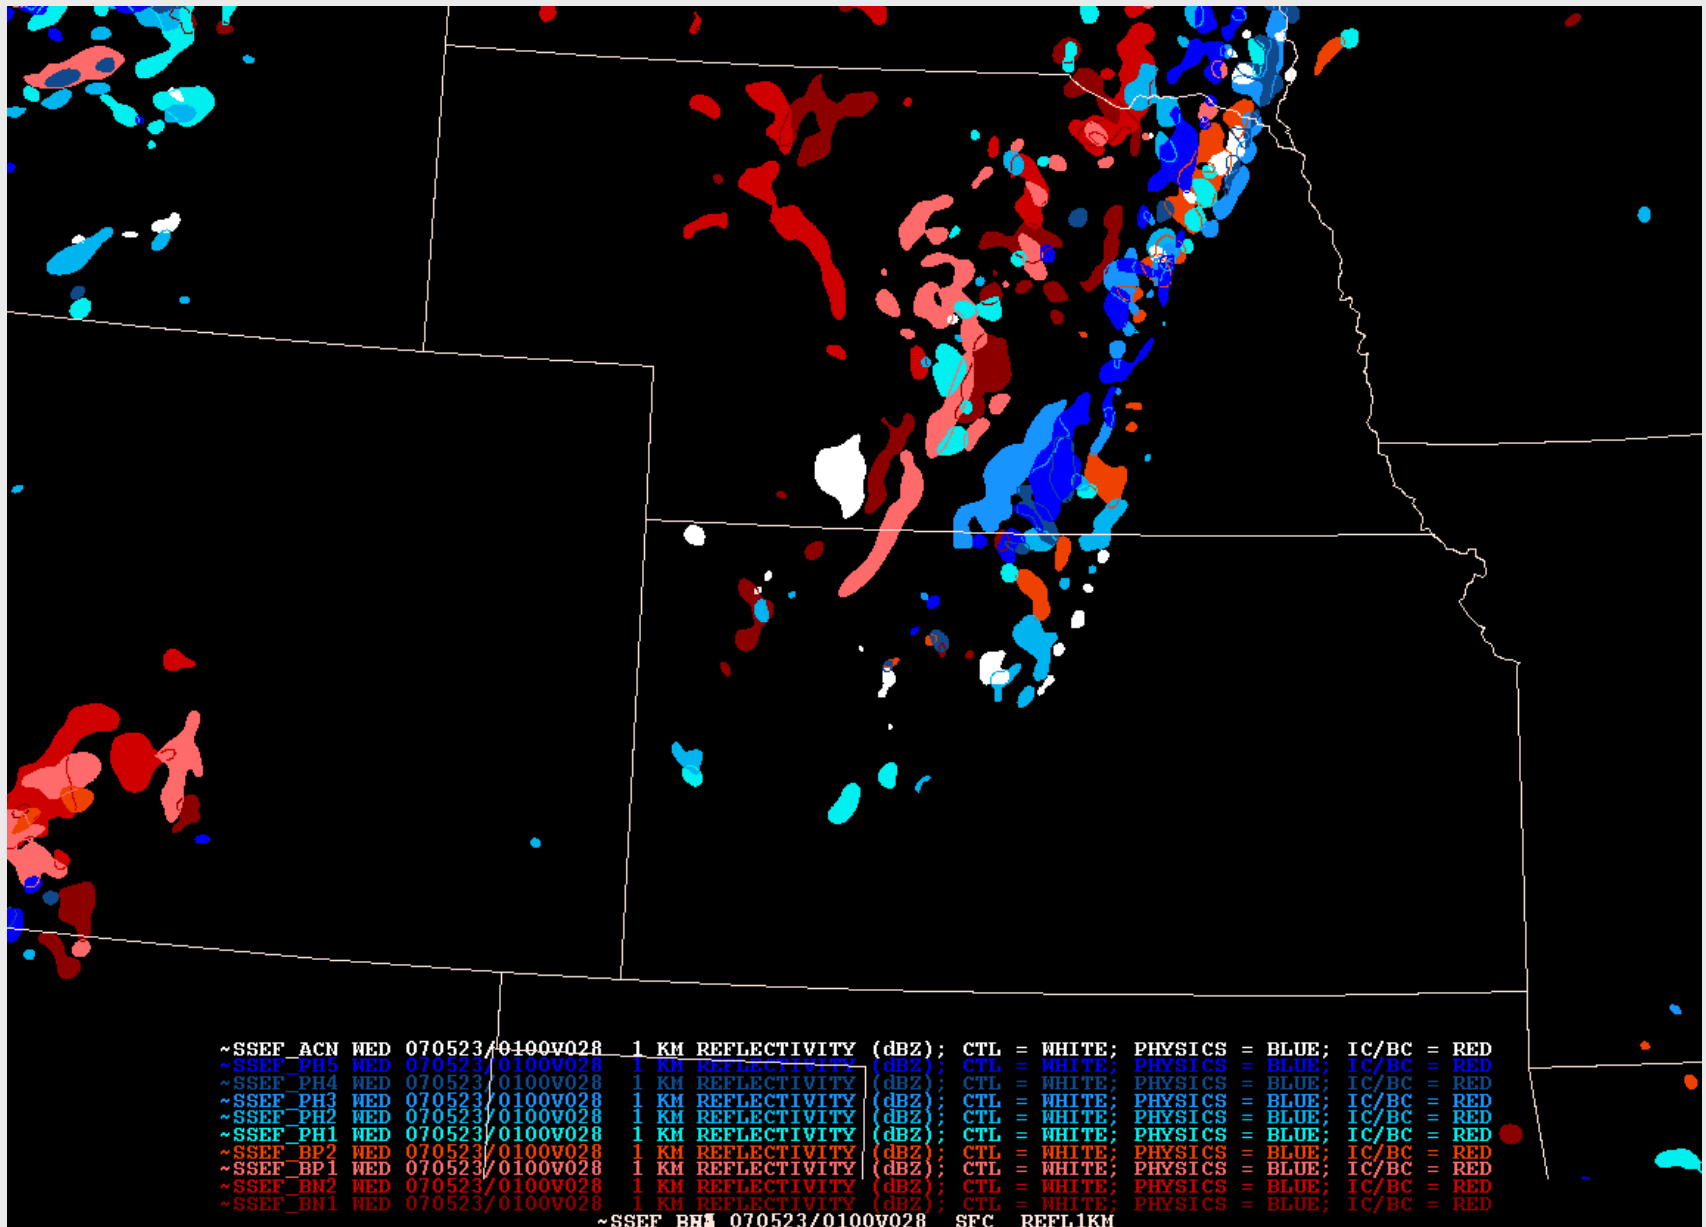 ~SSEF_ACN WED 070523/0100V028 1 KM REFLECTIVITY (dBZ); CTL = WHITE; PHYSICS = BLUE; IC/BC = RED
~SSEF_PH5 WED 070523/0100V028 1 KM REFLECTIVITY (dBZ); CTL = WHITE; PHYSICS = BLUE; IC/BC = RED
~SSEF_PH4 WED 070523/0100V028 1 KM REFLECTIVITY (dBZ); CTL = WHITE; PHYSICS = BLUE; IC/BC = RED
~SSEF_PH3 WED 070523/0100V028 1 KM REFLECTIVITY (dBZ); CTL = WHITE; PHYSICS = BLUE; IC/BC = RED
~SSEF_PH2 WED 070523/0100V028 1 KM REFLECTIVITY (dBZ); CTL = WHITE; PHYSICS = BLUE; IC/BC = RED
~SSEF_PH1 WED 070523/0100V028 1 KM REFLECTIVITY (dBZ); CTL = WHITE; PHYSICS = BLUE; IC/BC = RED
~SSEF_BP2 WED 070523/0100V028 1 KM REFLECTIVITY (dBZ); CTL = WHITE; PHYSICS = BLUE; IC/BC = RED
~SSEF_BP1 WED 070523/0100V028 1 KM REFLECTIVITY (dBZ); CTL = WHITE; PHYSICS = BLUE; IC/BC = RED
~SSEF_BN2 WED 070523/0100V028 1 KM REFLECTIVITY (dBZ); CTL = WHITE; PHYSICS = BLUE; IC/BC = RED
~SSEF_BN1 WED 070523/0100V028 1 KM REFLECTIVITY (dBZ); CTL = WHITE; PHYSICS = BLUE; IC/BC = RED
~SSEF 070523/0100V028 SFC REFL1KM